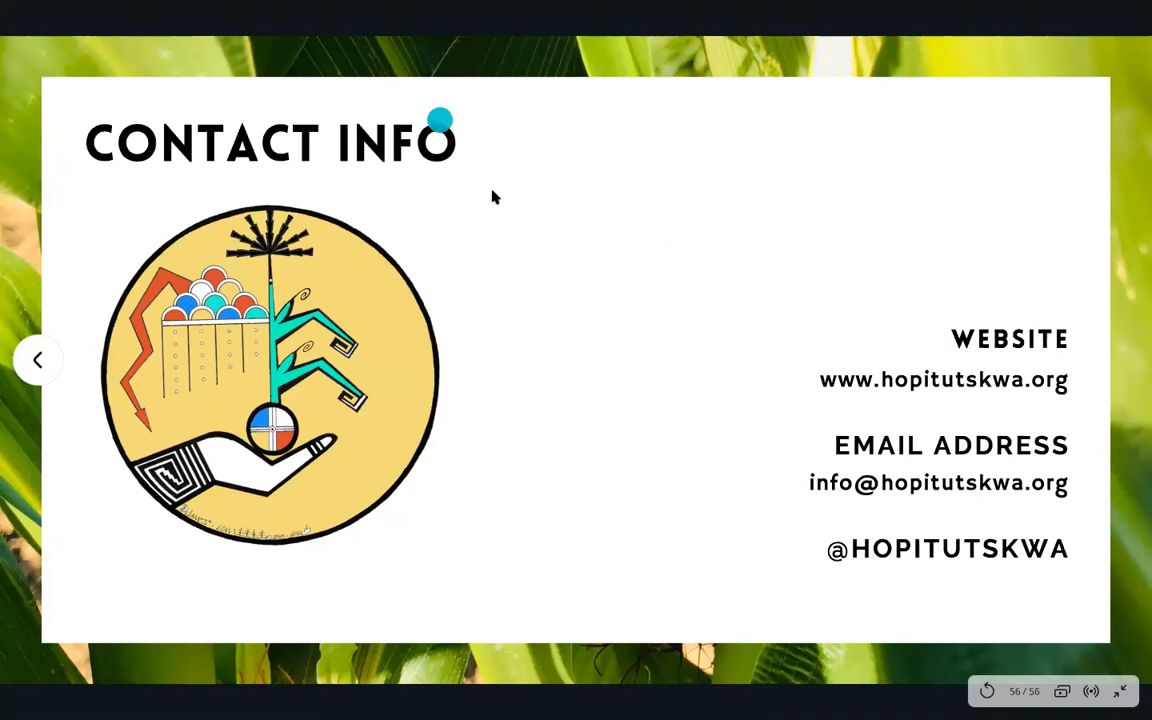 CONTACT INFO
WEBSITE
www.hopitutskwa.org
EMAIL ADDRESS
info@hopitutskwa.org
@HOPITUTSKWA
56 / 56